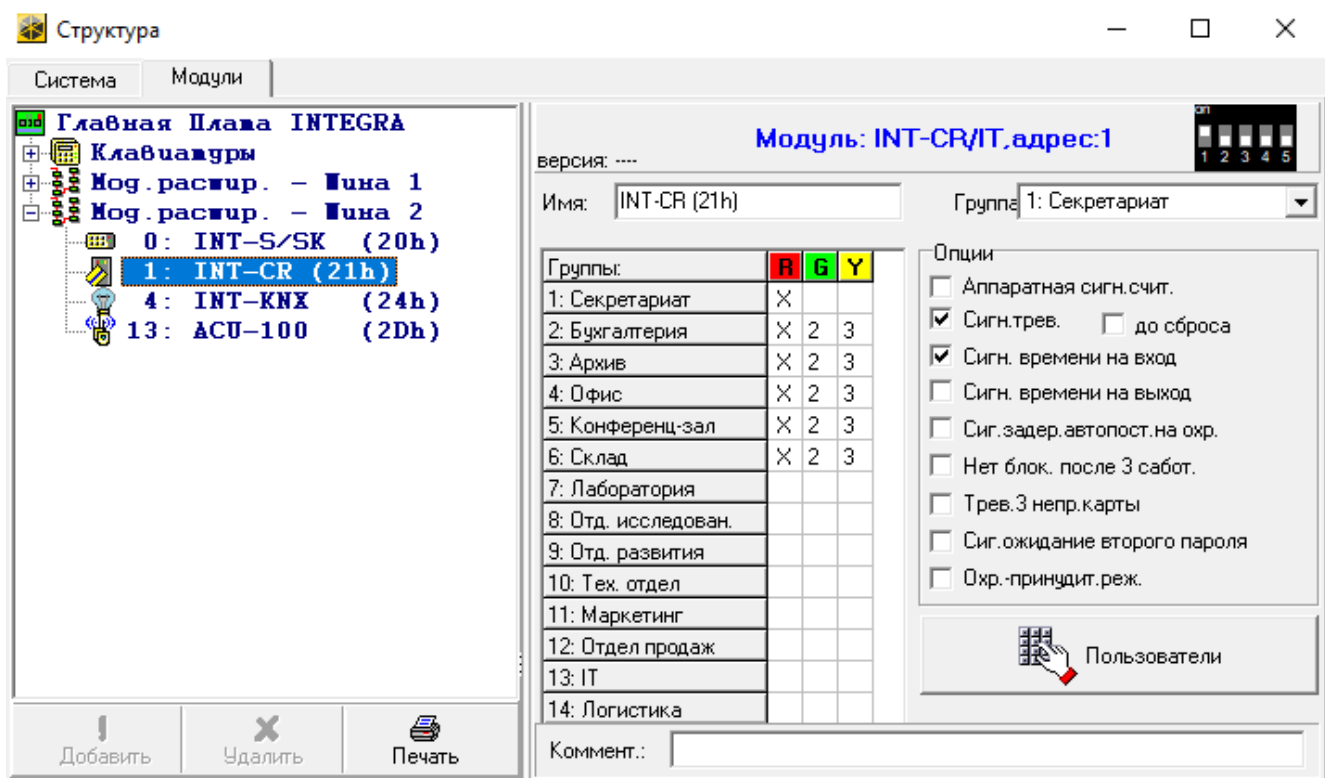 Структура
Система Модули
Главная Плата INTEGRA
Клавиатуры
Мод.расшир. – Шина 1
Мод.расшир. – Шина 2
0: INT-S/SK (20h)
1: INT-CR (21h)
4: INT-KNX (24h)
13: ACU-100 (2Dh)
Добавить Удалить Печать
Модуль: INT-CR/IT,адрес:1
версия: ----
on
1 2 3 4 5
Имя: INT-CR (21h) Группа 1: Секретариат
Группы: R G Y
1: Секретариат X
2: Бухгалтерия X 2 3
3: Архив X 2 3
4: Офис X 2 3
5: Конференц-зал X 2 3
6: Склад X 2 3
7: Лаборатория
8: Отд. исследован.
9: Отд. развития
10: Тех. отдел
11: Маркетинг
12: Отдел продаж
13: IT
14: Логистика
Опции
Аппаратная сигн.счит.
Сигн.трев. до сброса
Сигн. времени на вход
Сигн. времени на выход
Сиг.задер.автопост.на охр.
Нет блок. после 3 сабот.
Трев.3 непр.карты
Сиг.ожидание второго пароля
Охр.-принудит.реж.
Пользователи
Коммент.: